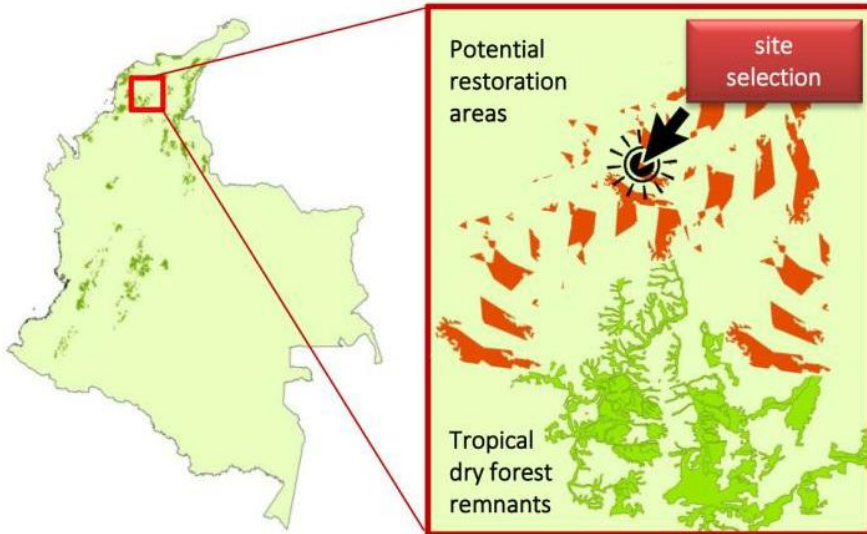 Potential
restoration
areas
site
selection
Tropical
dry forest
remnants